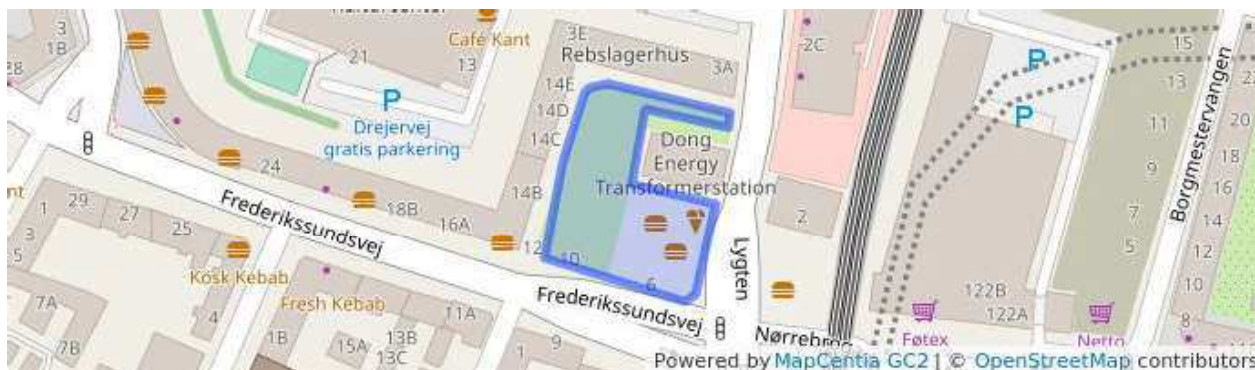 3
1B
28
21
13
Café Kant
3E
Rebslagerhus
3A
14E
14D
14C
14B
P
Drejervej
gratis parkering
Dong
Energy
Transformerstation
2C
2
P
P
15
13
11
9
7
5
Borgmestervangen
20
18
16
14
12
10
8
24
18B
16A
12
1D
6
Frederikssundsvej
Frederikssundsvej
Lygten
29
27
25
1
3
5
7A
7B
4
Kosk Kebab
Fresh Kebab
1B
15A
13B
13C
11A
1
9
122B
122A
Føtex
Netto
Powered by MapCentia GC2 | © OpenStreetMap contributors